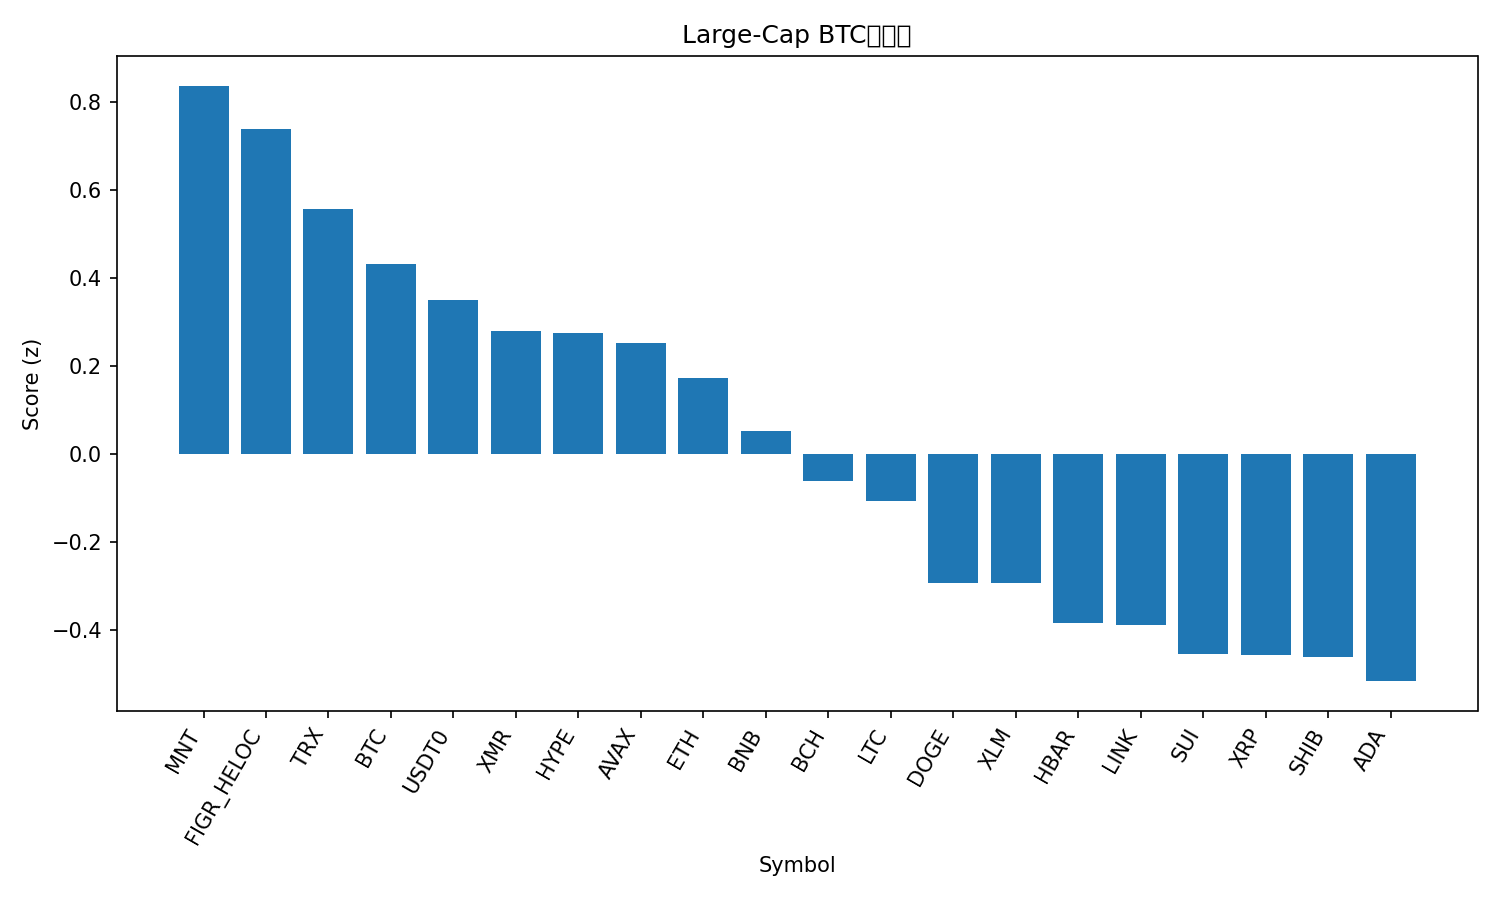 Large-Cap BTC
0.8
0.6
0.4
0.2
0.0
−0.2
−0.4
Score (z)
MNT
FIGR_HELOC
TRX
BTC
USDT0
XMR
HYPE
AVAX
ETH
BNB
BCH
LTC
DOGE
XLM
HBAR
LINK
SUI
XRP
SHIB
ADA
Symbol